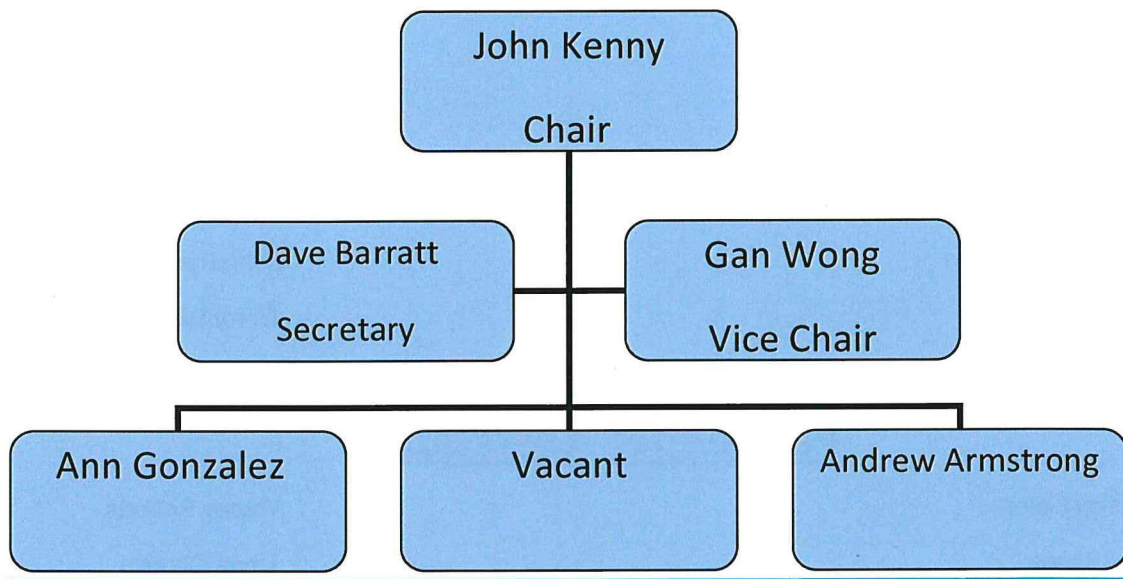 John Kenny
Chair
Dave Barratt
Secretary
Gan Wong
Vice Chair
Ann Gonzalez
Vacant
Andrew Armstrong